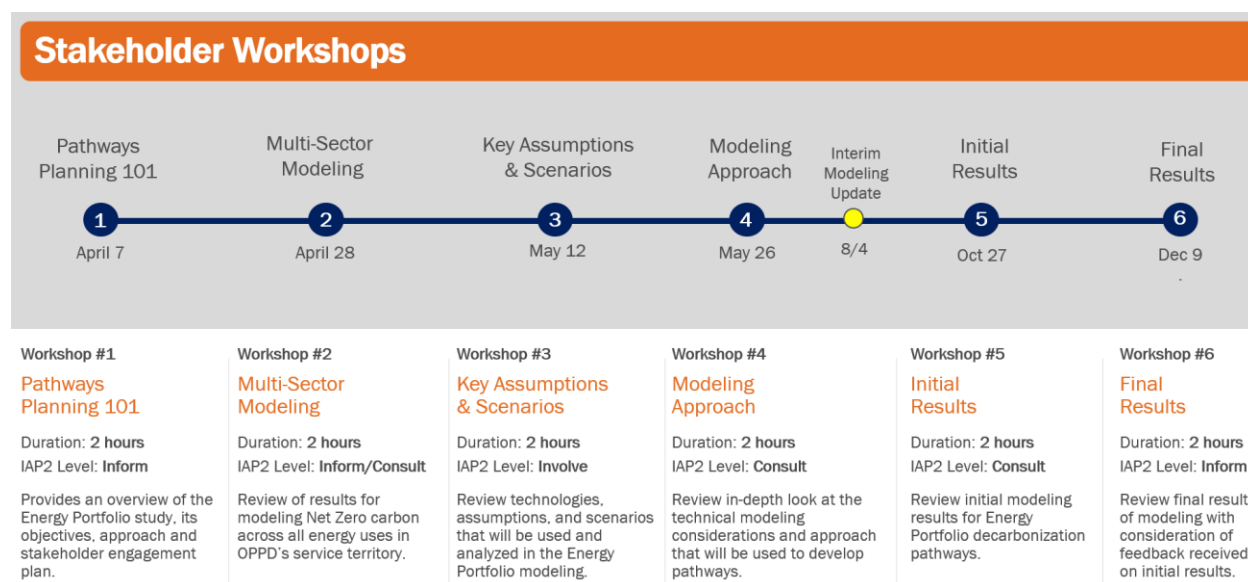 Stakeholder Workshops
Pathways
Planning 101
1
April 7
Multi-Sector
Modeling
2
April 28
Key Assumptions
& Scenarios
3
May 12
Modeling
Approach
4
May 26
Interim
Modeling
Update
8/4
Initial
Results
5
Oct 27
Final
Results
6
Dec 9
.
Workshop #1
Pathways
Planning 101
Duration: 2 hours
IAP2 Level: Inform
Provides an overview of the
Energy Portfolio study, its
objectives, approach and
stakeholder engagement
plan.
Workshop #2
Multi-Sector
Modeling
Duration: 2 hours
IAP2 Level: Inform/Consult
Review of results for
modeling Net Zero carbon
across all energy uses in
OPPD's service territory.
Workshop #3
Key Assumptions
& Scenarios
Duration: 2 hours
IAP2 Level: Involve
Review technologies,
assumptions, and scenarios
that will be used and
analyzed in the Energy
Portfolio modeling.
Workshop #4
Modeling
Approach
Duration: 2 hours
IAP2 Level: Consult
Review in-depth look at the
technical modeling
considerations and approach
that will be used to develop
pathways.
Workshop #5
Initial
Results
Duration: 2 hours
IAP2 Level: Consult
Review initial modeling
results for Energy
Portfolio decarbonization
pathways.
Workshop #6
Final
Results
Duration: 2 hours
IAP2 Level: Inform
Review final result
of modeling with
consideration of
feedback received
on initial results.